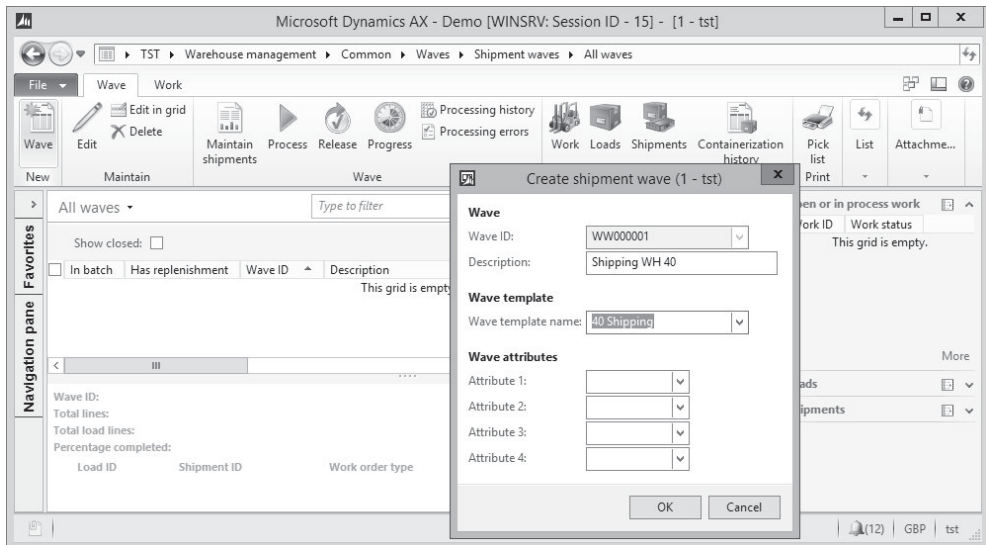 Microsoft Dynamics AX - Demo [WINSRV: Session ID - 15] - [1 - tst]
TST Warehouse management Common Waves Shipment waves All waves
File Wave Work
Wave
New
Edit
Edit in grid
Delete
Maintain
Maintain shipments
Process
Release
Progress
Processing history
Processing errors
Wave
Work
Loads
Shipments
Containerization history
Pick list
Print
List
Attachme...
Favorites
Navigation pane
All waves
Type to filter
Show closed:
In batch Has replenishment Wave ID Description
This grid is empt
Wave ID:
Total lines:
Total load lines:
Percentage completed:
Load ID Shipment ID Work order type
Create shipment wave (1 - tst)
Wave
Wave ID: WW000001
Description: Shipping WH 40
Wave template
Wave template name: 40 Shipping
Wave attributes
Attribute 1:
Attribute 2:
Attribute 3:
Attribute 4:
OK Cancel
en or in process work
ork ID Work status
This grid is empty.
More
ads
ipments
(12) GBP tst